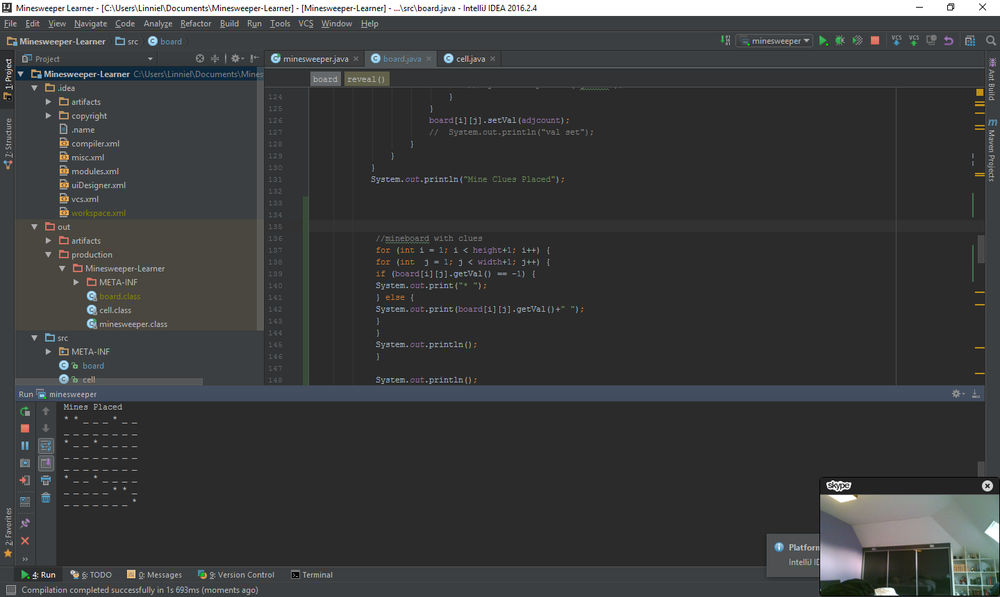 Minesweeper Learner - [C:\Users\Linniel\Documents\Minesweeper-Learner] - [Minesweeper-Learner] - ...\src\board.java - IntelliJ IDEA 2016.2.4
File Edit View Navigate Code Analyze Refactor Build Run Tools VCS Window Help
Minesweeper-Learner src board
minesweeper
VCS VCS
Project
minesweeper.java board.java cell.java
board reveal()
1: Project
7: Structure
2: Favorites
Minesweeper-Learner C:\Users\Linniel\Documents\Mines
.idea
artifacts
copyright
.name
compiler.xml
misc.xml
modules.xml
uiDesigner.xml
vcs.xml
workspace.xml
out
artifacts
production
Minesweeper-Learner
META-INF
board.class
cell.class
minesweeper.class
src
META-INF
board
cell
124 }
125 }
126 board[i][j].setVal(adjcount);
127 // System.out.println("val set");
128 }
129 }
130 }
131 System.out.println("Mine Clues Placed");
132
133
134
135
136 //mineboard with clues
137 for (int i = 1; i < height+1; i++) {
138 for (int  j = 1; j < width+1; j++) {
139 if (board[i][j].getVal() == -1) {
140 System.out.print("* ");
141 } else {
142 System.out.print(board[i][j].getVal()+" ");
143 }
144 }
145 System.out.println();
146 }
147
148 System.out.println();
Ant Build
Maven Projects
Run minesweeper
Mines Placed
* * _ _ _ * _ _
_ _ _ _ _ _ _ _
* _ _ * _ _ _ _
_ _ _ _ _ _ _ _
_ _ _ _ _ _ _ _
* _ _ * _ _ _ _
_ _ _ _ _ * * _
_ _ _ _ _ _ _ *
skype
Platform
IntelliJ ID
4: Run 6: TODO 0: Messages 9: Version Control Terminal
Compilation completed successfully in 1s 693ms (moments ago)